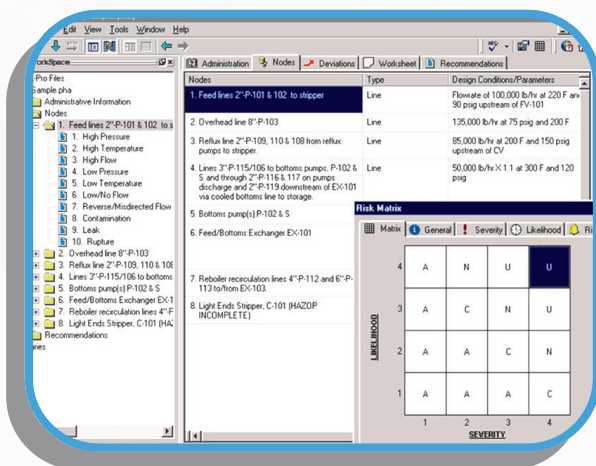 Edit View Tools Window Help
Administration Nodes Deviations Worksheet Recommendations
Pro Files
Sample.pha
Administrative Information
Nodes
1. Feed lines 2"-P-101 & 102 to s
1. High Pressure
2. High Temperature
3. High Flow
4. Low Pressure
5. Low Temperature
6. Low/No Flow
7. Reverse/Misdirected Flow
8. Contamination
9. Leak
10. Rupture
2. Overhead line 8"-P-103
3. Reflux line 2"-P-109, 110 & 108
4. Lines 3"-P-115/106 to bottoms
5. Bottoms pump(s) P-102 & S
6. Feed/Bottoms Exchanger EX-1
7. Reboiler recirculation lines 4"-F
8. Light Ends Stripper, C-101 (HAZ
Recommendations
Nodes Type Design Conditions/Parameters
1. Feed lines 2"-P-101 & 102 to stripper Line Flowrate of 100,000 lb/hr at 220 F an
90 psig upstream of FV-101
2. Overhead line 8"-P-103 Line 135,000 lb/hr at 75 psig and 200 F
3. Reflux line 2"-P-109, 110 & 108 from reflux Line 85,000 lb/hr at 200 F and 150 psig
pumps to stripper. upstream of CV
4. Lines 3"-P-115/106 to bottoms pumps, P-102 & Line 50,000 lb/hr X 1.1 at 300 F and 120
S and through 2"-P-116 & 117 on pumps psig
discharge and 2"-P-119 downstream of EX-101
via cooled bottoms line to storage.
5. Bottoms pump(s) P-102 & S
6. Feed/Bottoms Exchanger EX-101
7. Reboiler recirculation lines 4"-P-112 and 6"-P-
113 to/from EX-103.
8. Light Ends Stripper, C-101 (HAZOP
INCOMPLETE)
Risk Matrix
Matrix General Severity Likelihood Ri
LIKELIHOOD
4 A N U U
3 A C N U
2 A A C N
1 A A A C
1 2 3 4
SEVERITY